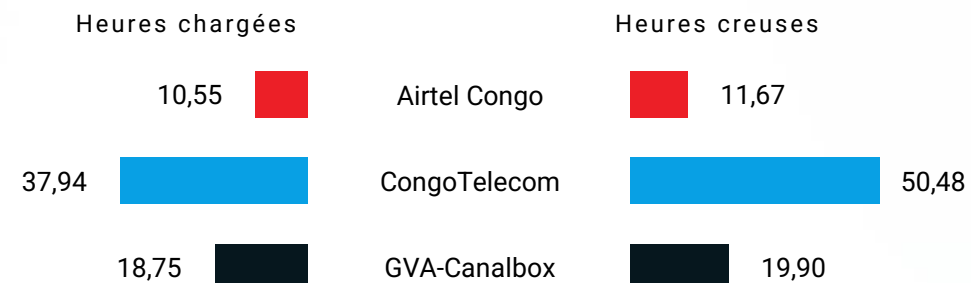 Heures chargées Heures creuses
10,55 Airtel Congo 11,67
37,94 CongoTelecom 50,48
18,75 GVA-Canalbox 19,90